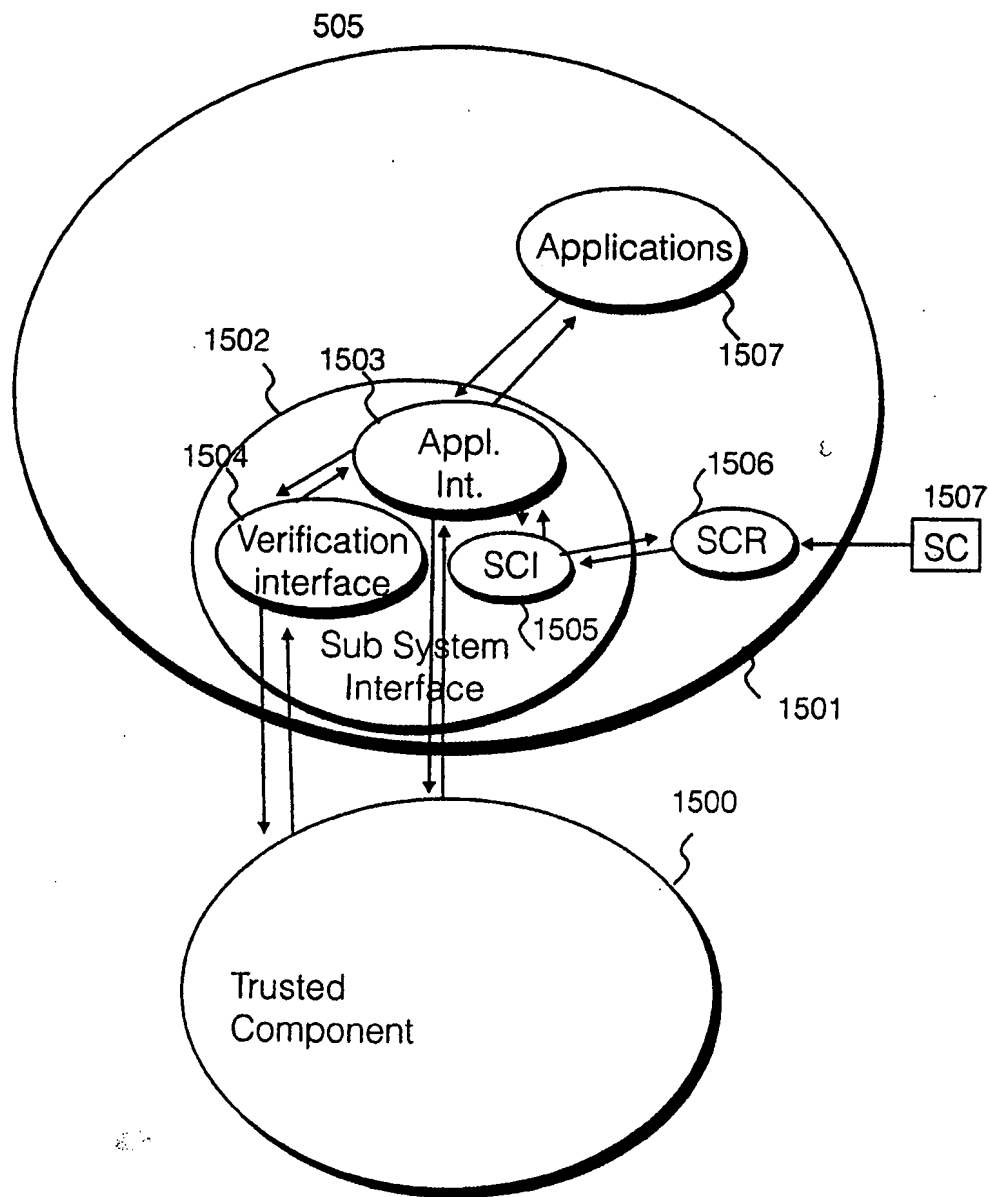 505
Applications
1507
1502
1503
1504
Appl.
Int.
1506
1507
Verification
interface
SCI
SCR
SC
1505
Sub System
Interface
1501
1500
Trusted
Component